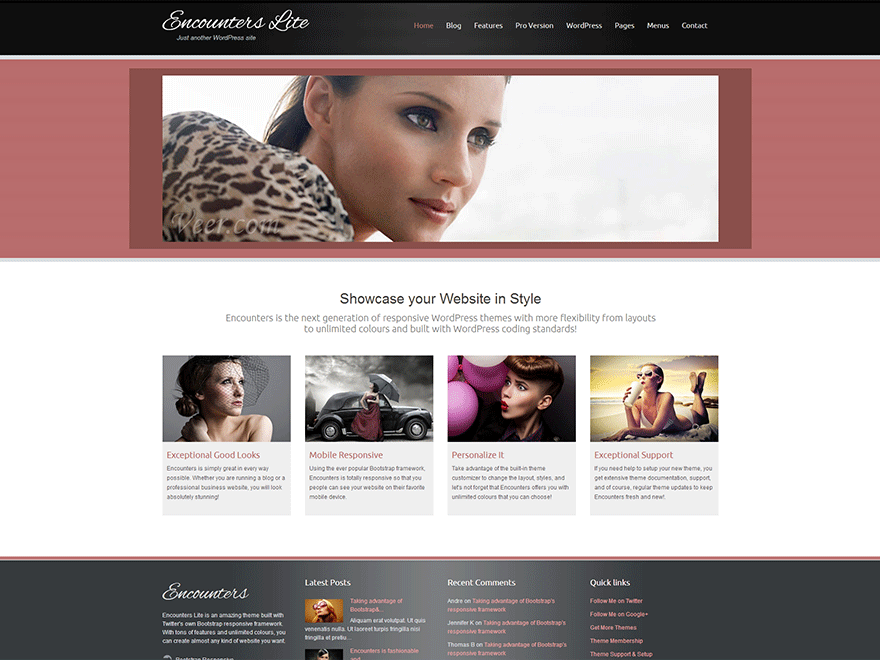 Encounters Lite
Just another WordPress site
Home Blog Features Pro Version WordPress Pages Menus Contact
Veer.com
Showcase your Website in Style
Encounters is the next generation of responsive WordPress themes with more flexibility from layouts
to unlimited colours and built with WordPress coding standards!
Exceptional Good Looks
Encounters is simply great in every way
possible. Whether you are running a blog or a
professional business website, you will look
absolutely stunning!
Mobile Responsive
Using the ever popular Bootstrap framework,
Encounters is totally responsive so that you
people can see your website on their favorite
mobile device.
Personalize It
Take advantage of the built-in theme
customizer to change the layout, styles, and
let's not forget that Encounters offers you with
unlimited colours that you can choose!
Exceptional Support
If you need help to setup your new theme, you
get extensive theme documentation, support,
and of course, regular theme updates to keep
Encounters fresh and new!
Encounters
Encounters Lite is an amazing theme built with
Twitter's own Bootstrap responsive framework.
With tons of features and unlimited colours, you
can create almost any kind of website you want.
Bootstrap Responsive
Latest Posts
Taking advantage of
Bootstrap&...
Aliquam erat volutpat. Ut quis
venenatis nulla. Ut laoreet turpis fringilla nisi
fringilla et pretiu...
Encounters is fashionable
and
Recent Comments
Andre on Taking advantage of Bootstrap's
responsive framework
Jennifer K on Taking advantage of Bootstrap's
responsive framework
Thomas B on Taking advantage of Bootstrap's
responsive framework
Quick links
Follow Me on Twitter
Follow Me on Google+
Get More Themes
Theme Membership
Theme Support & Setup